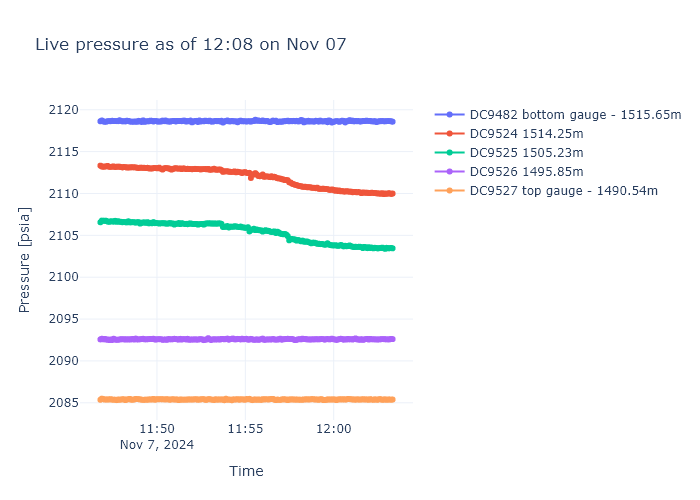 Live pressure as of 12:08 on Nov 07
DC9482 bottom gauge - 1515.65m
DC9524 1514.25m
DC9525 1505.23m
DC9526 1495.85m
DC9527 top gauge - 1490.54m
Pressure [psia]
2120
2115
2110
2105
2100
2095
2090
2085
11:50
Nov 7, 2024
11:55
12:00
Time